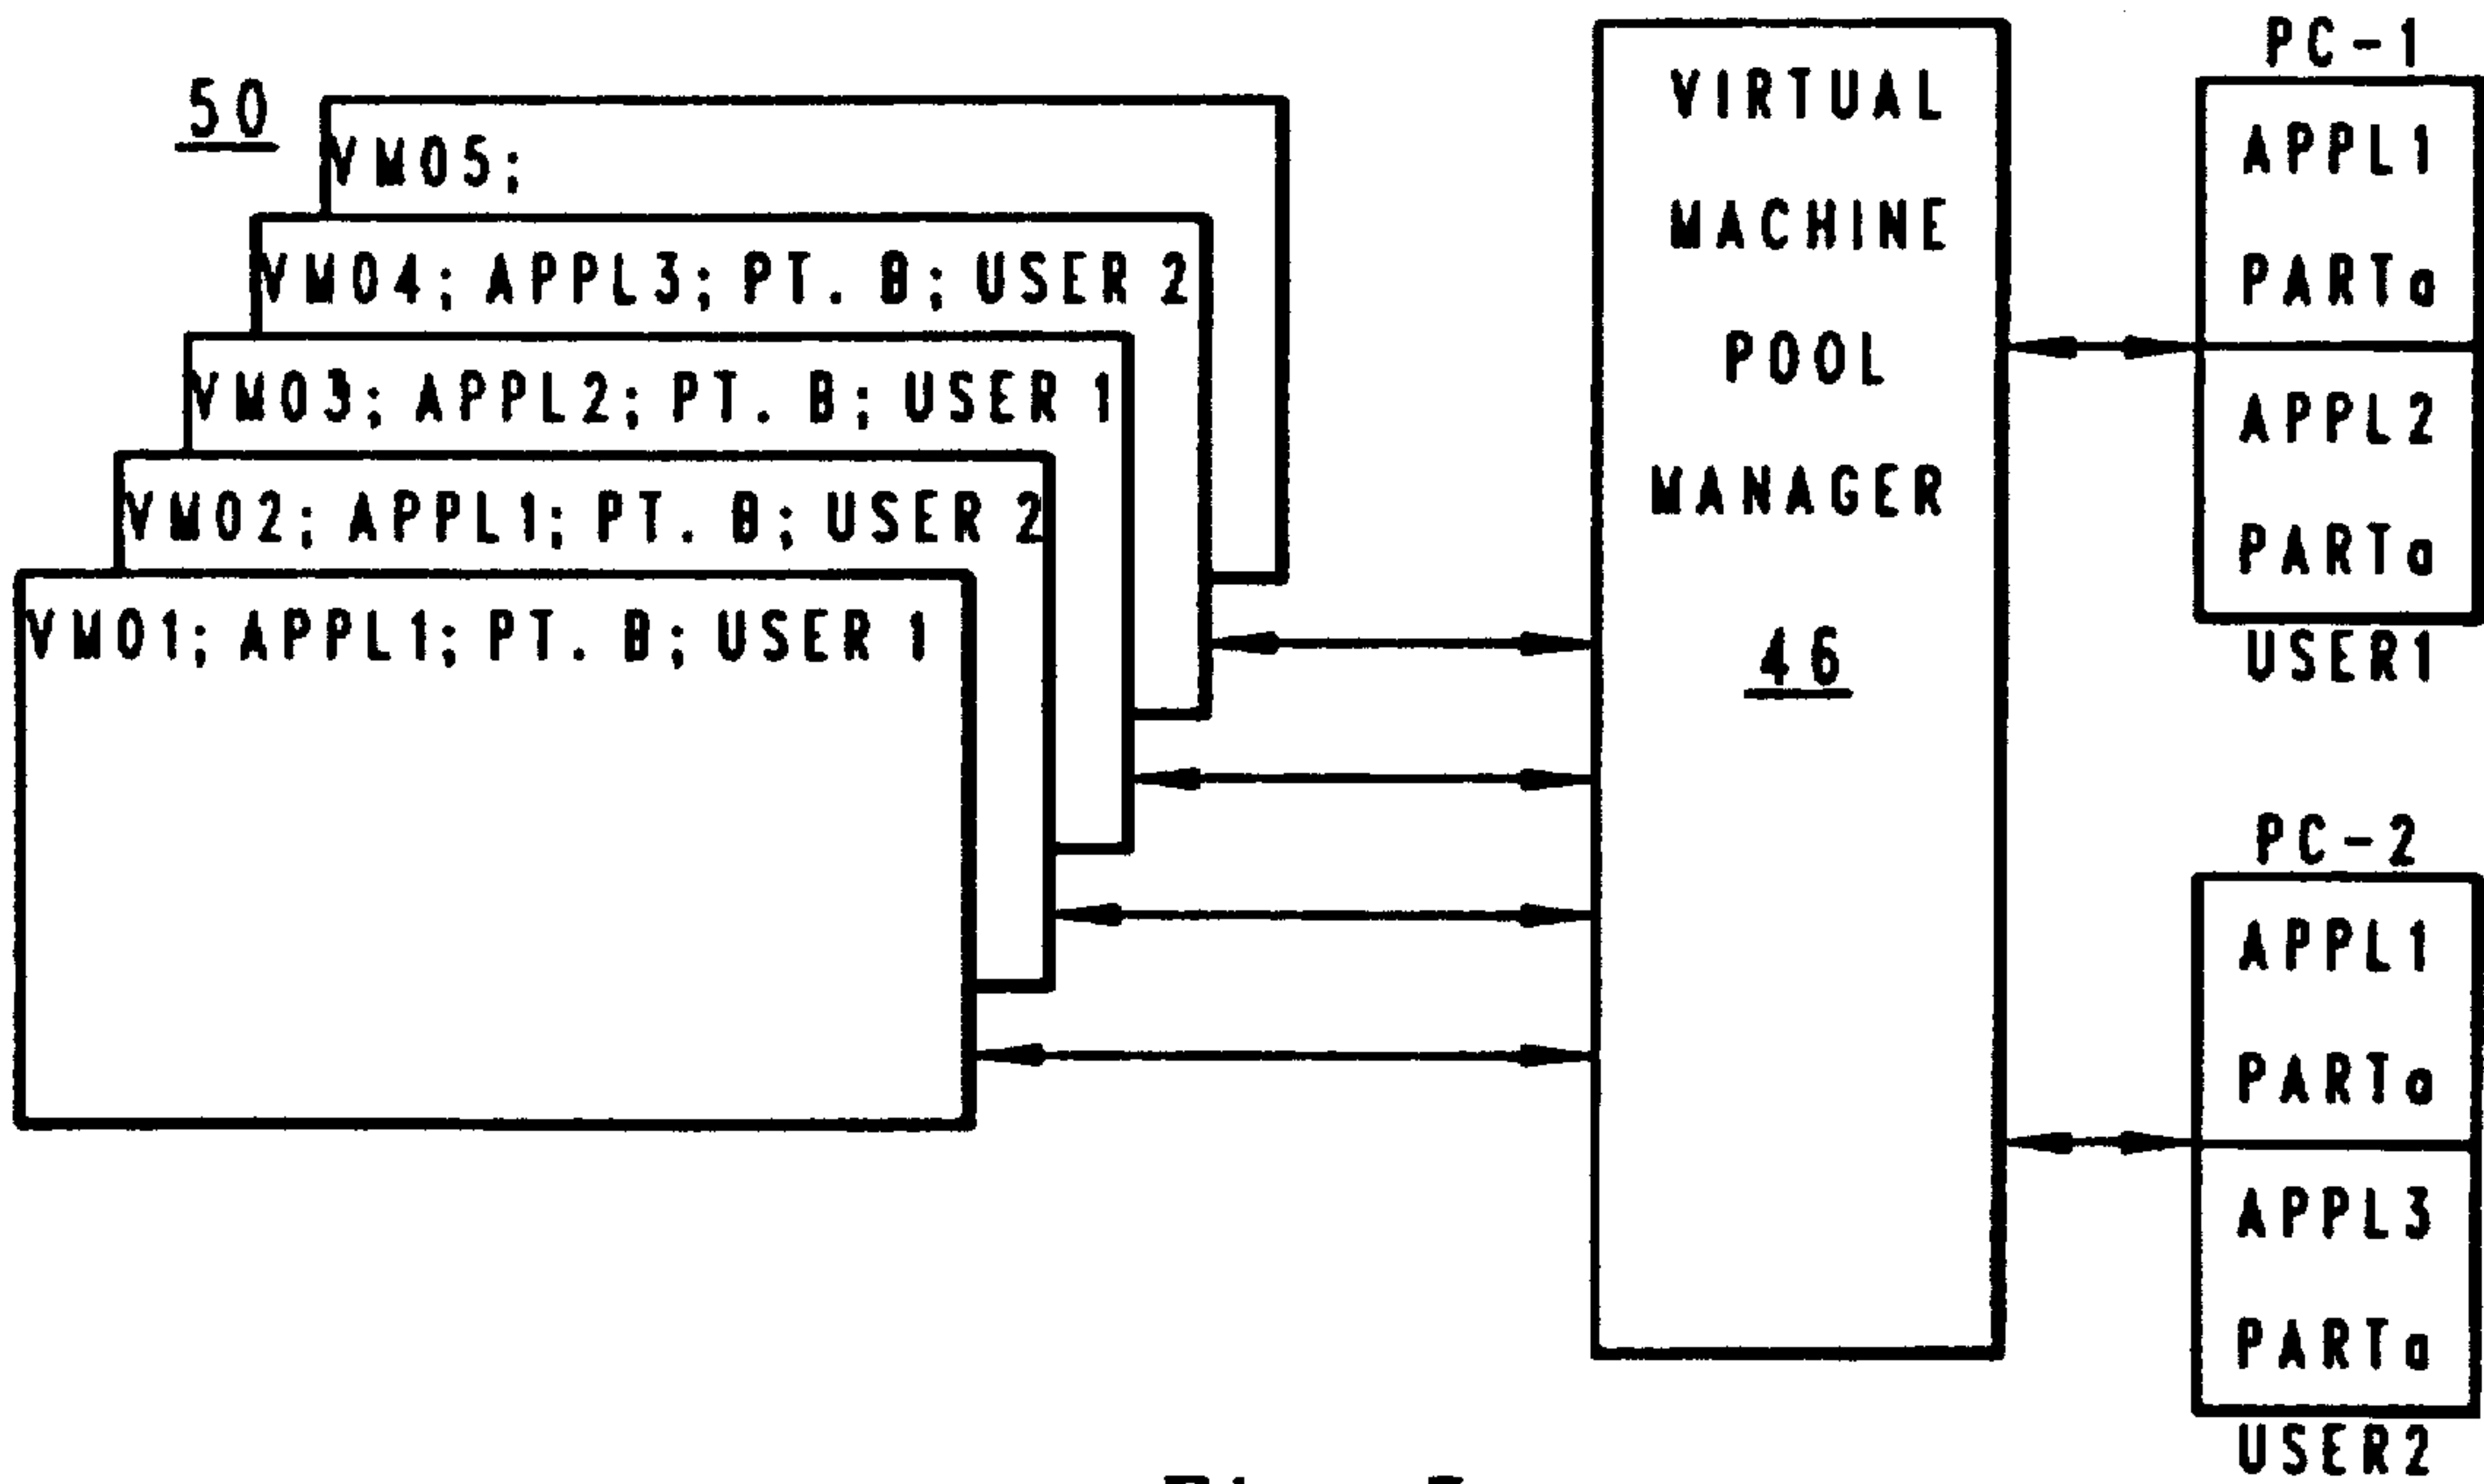 50
VM05;
VM04; APPL3; PT. B; USER 2
VM03; APPL2; PT. B; USER 1
VM02; APPL1; PT. B; USER 2
VM01; APPL1; PT. B; USER 1
VIRTUAL
MACHINE
POOL
MANAGER
46
PC-1
APPL1
PARTa
APPL2
PARTa
USER1
PC-2
APPL1
PARTa
APPL3
PARTa
USER2